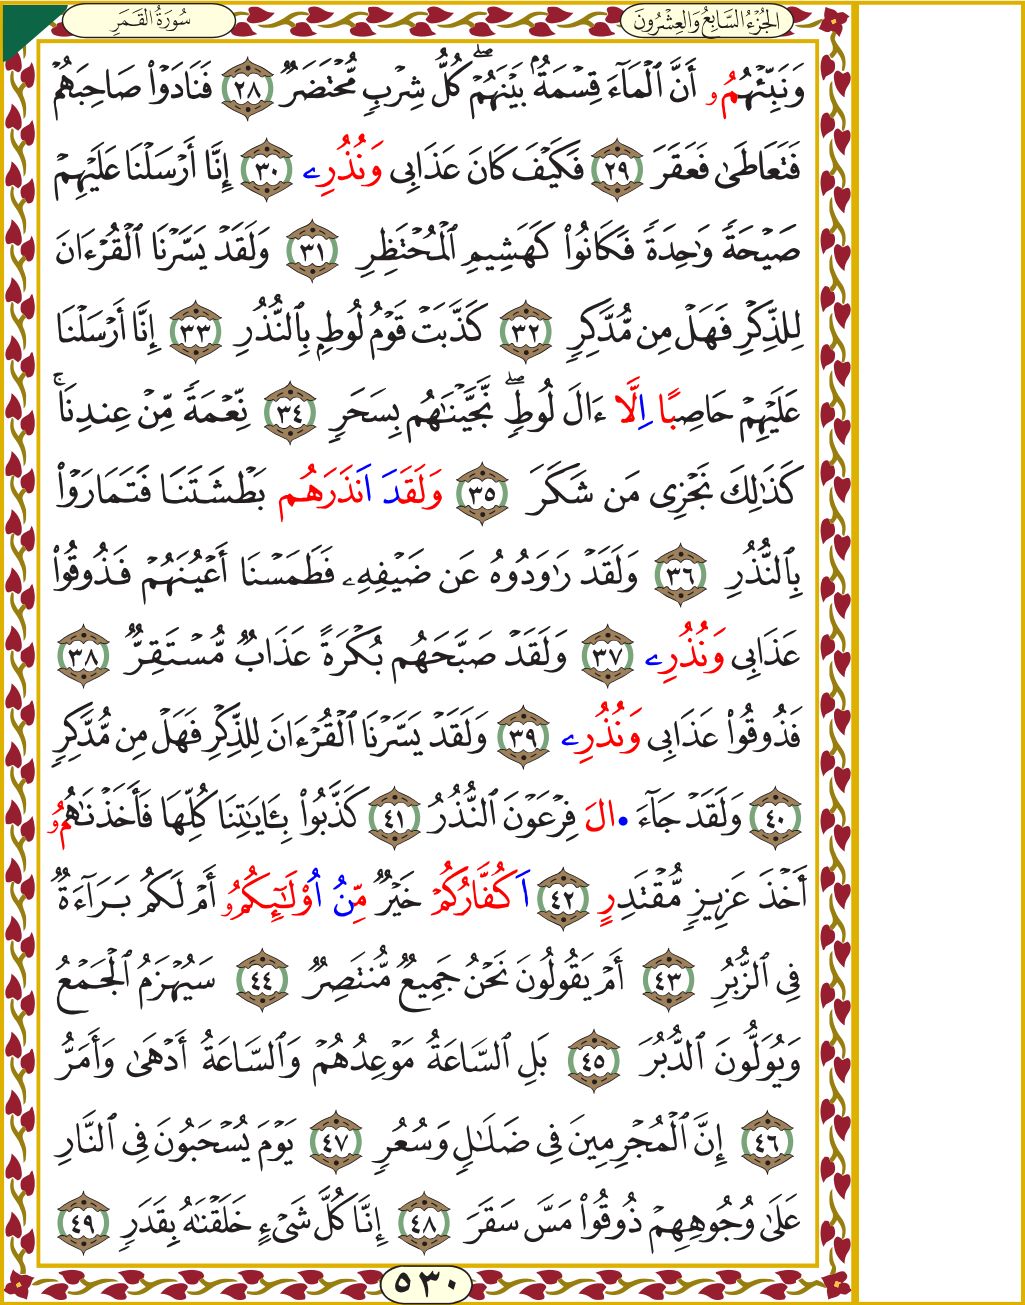 الجُزْءُ السَّابِعُ وَالعِشْرُونَ
سُورَةُ القَمَرِ
وَنَبِّئْهُمُۥ أَنَّ ٱلْمَآءَ قِسْمَةٌۢ بَيْنَهُمْۖ كُلُّ شِرْبٍ مُّحْتَضَرٌ ٢٨ فَنَادَوْا۟ صَاحِبَهُمْ
فَتَعَاطَىٰ فَعَقَرَ ٢٩ فَكَيْفَ كَانَ عَذَابِى وَنُذُرِۦ ٣٠ إِنَّا أَرْسَلْنَا عَلَيْهِمْ
صَيْحَةً وَٰحِدَةً فَكَانُوا۟ كَهَشِيمِ ٱلْمُحْتَظِرِ ٣١ وَلَقَدْ يَسَّرْنَا ٱلْقُرْءَانَ
لِلذِّكْرِ فَهَلْ مِن مُّدَّكِرٍ ٣٢ كَذَّبَتْ قَوْمُ لُوطٍۭ بِٱلنُّذُرِ ٣٣ إِنَّا أَرْسَلْنَا
عَلَيْهِمْ حَاصِبًا اِلَّا ءَالَ لُوطٍۖ نَّجَّيْنَٰهُم بِسَحَرٍ ٣٤ نِّعْمَةً مِّنْ عِندِنَاۚ
كَذَٰلِكَ نَجْزِى مَن شَكَرَ ٣٥ وَلَقَدَ اَنذَرَهُم بَطْشَتَنَا فَتَمَارَوْا۟
بِٱلنُّذُرِ ٣٦ وَلَقَدْ رَٰوَدُوهُ عَن ضَيْفِهِۦ فَطَمَسْنَا أَعْيُنَهُمْ فَذُوقُوا۟
عَذَابِى وَنُذُرِۦ ٣٧ وَلَقَدْ صَبَّحَهُم بُكْرَةً عَذَابٌ مُّسْتَقِرٌّ ٣٨
فَذُوقُوا۟ عَذَابِى وَنُذُرِۦ ٣٩ وَلَقَدْ يَسَّرْنَا ٱلْقُرْءَانَ لِلذِّكْرِ فَهَلْ مِن مُّدَّكِرٍ
٤٠ وَلَقَدْ جَآءَ •الَ فِرْعَوْنَ ٱلنُّذُرُ ٤١ كَذَّبُوا۟ بِـَٔايَٰتِنَا كُلِّهَا فَأَخَذْنَٰهُمُۥ
أَخْذَ عَزِيزٍ مُّقْتَدِرٍ ٤٢ اَكُفَّارُكُمْ خَيْرٌ مِّنُ اُوْلَٰٓئِكُمُۥ أَمْ لَكُم بَرَآءَةٌ
فِى ٱلزُّبُرِ ٤٣ أَمْ يَقُولُونَ نَحْنُ جَمِيعٌ مُّنتَصِرٌ ٤٤ سَيُهْزَمُ ٱلْجَمْعُ
وَيُوَلُّونَ ٱلدُّبُرَ ٤٥ بَلِ ٱلسَّاعَةُ مَوْعِدُهُمْ وَٱلسَّاعَةُ أَدْهَىٰ وَأَمَرُّ
٤٦ إِنَّ ٱلْمُجْرِمِينَ فِى ضَلَٰلٍ وَسُعُرٍ ٤٧ يَوْمَ يُسْحَبُونَ فِى ٱلنَّارِ
عَلَىٰ وُجُوهِهِمْ ذُوقُوا۟ مَسَّ سَقَرَ ٤٨ إِنَّا كُلَّ شَىْءٍ خَلَقْنَٰهُ بِقَدَرٍ ٤٩
٥٣٠